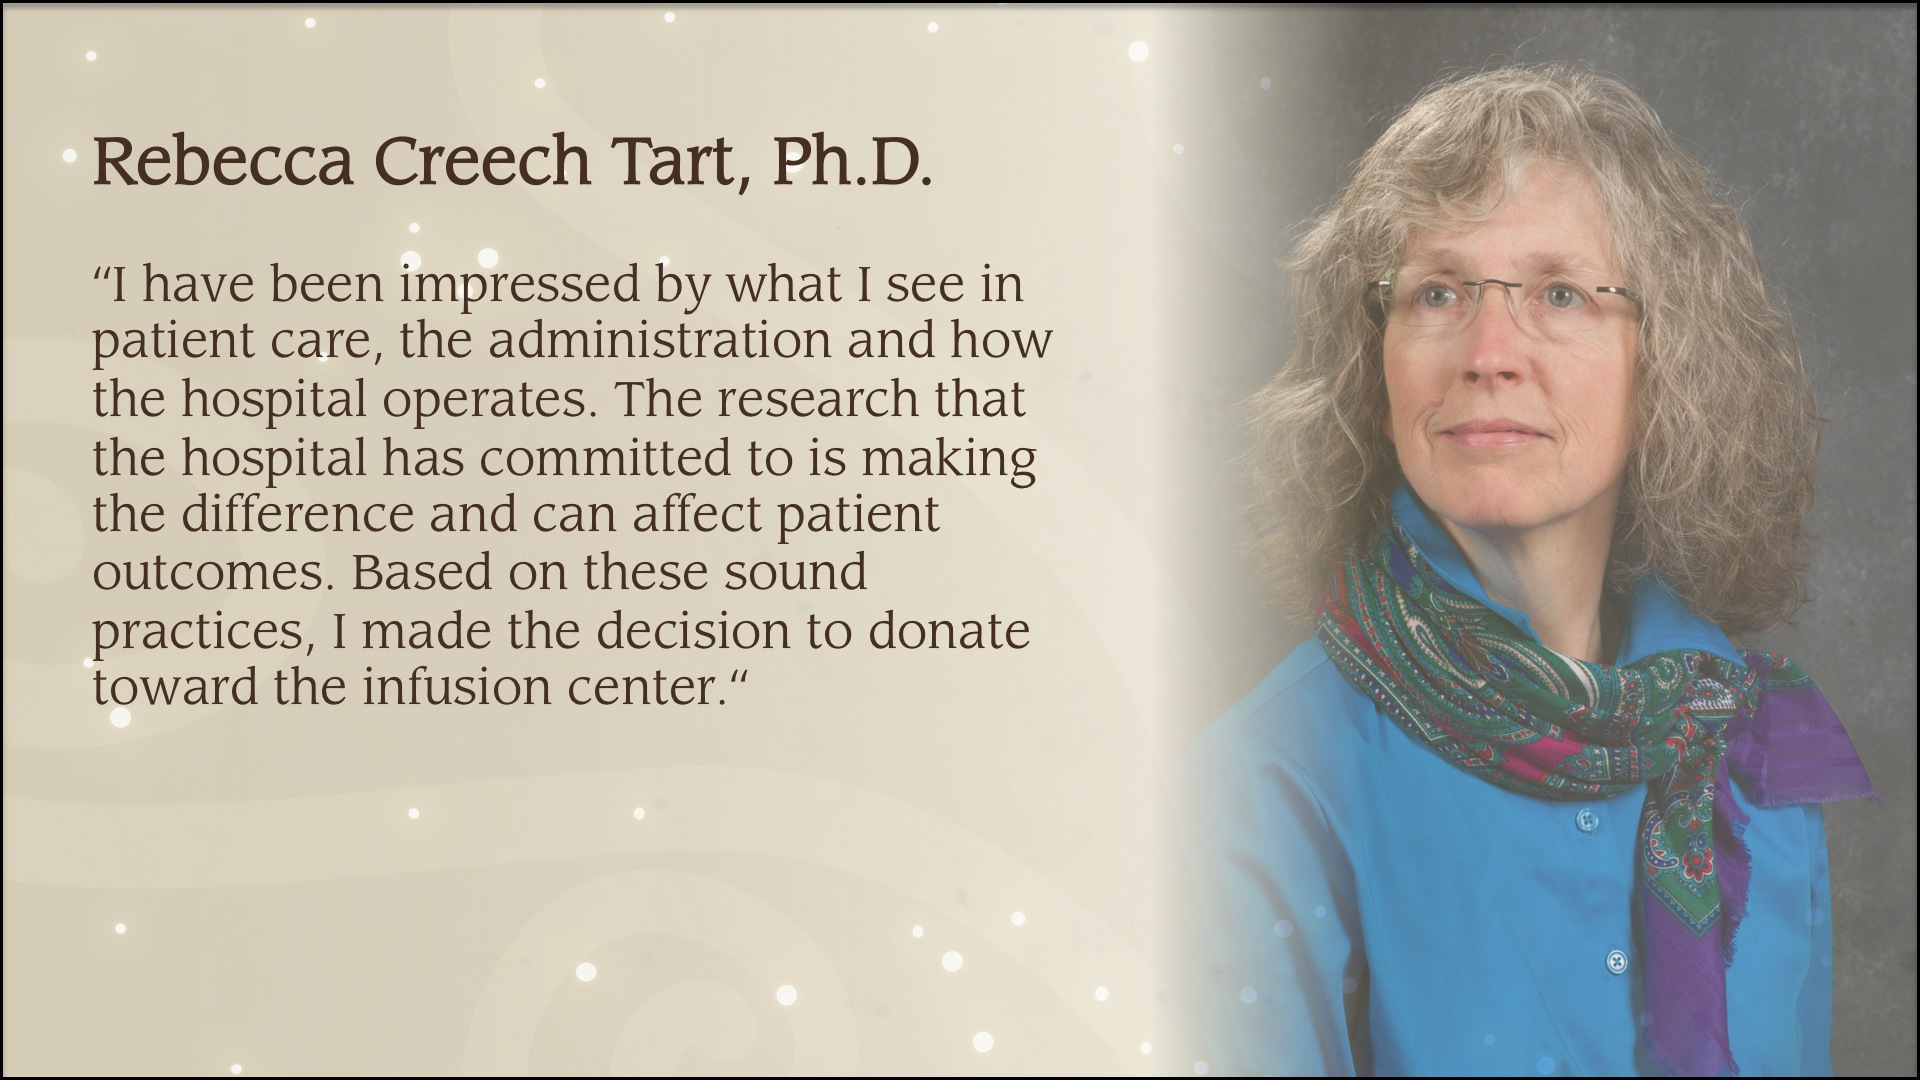 Rebecca Creech Tart, Ph.D.
“I have been impressed by what I see in
patient care, the administration and how
the hospital operates. The research that
the hospital has committed to is making
the difference and can affect patient
outcomes. Based on these sound
practices, I made the decision to donate
toward the infusion center.“